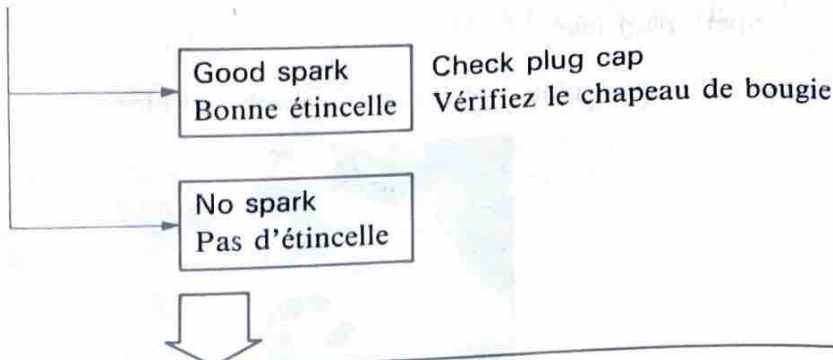 Good spark
Bonne étincelle
Check plug cap
Vérifiez le chapeau de bougie
No spark
Pas d'étincelle